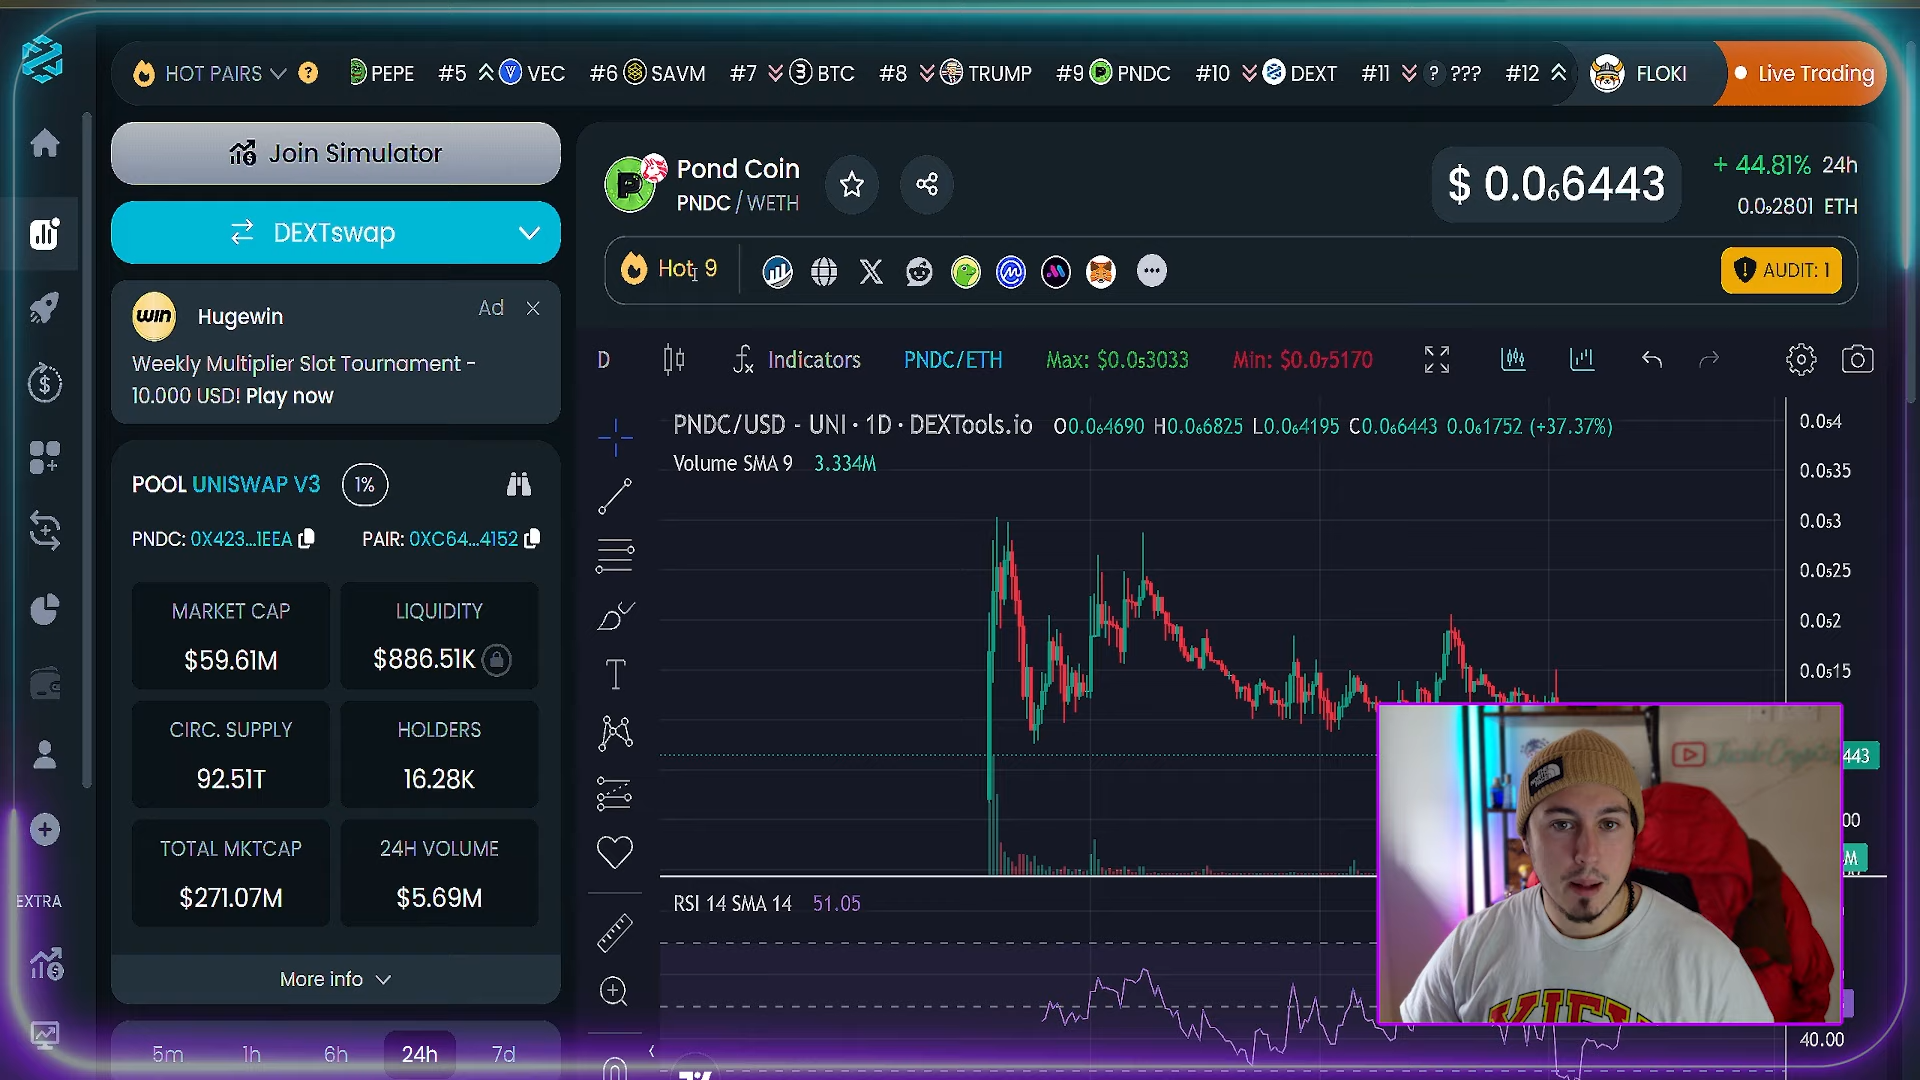 HOT PAIRS ? PEPE #5 VEC #6 SAVM #7 BTC #8 TRUMP #9 PNDC #10 DEXT #11 ? ??? #12 FLOKI Live Trading
Join Simulator
DEXTswap
win Hugewin Ad
Weekly Multiplier Slot Tournament -
10.000 USD! Play now
POOL UNISWAP V3 1%
PNDC: 0X423...1EEA PAIR: 0XC64...4152
MARKET CAP LIQUIDITY
$59.61M $886.51K
CIRC. SUPPLY HOLDERS
92.51T 16.28K
TOTAL MKTCAP 24H VOLUME
$271.07M $5.69M
More info
5m 1h 6h 24h 7d
EXTRA
Pond Coin
PNDC / WETH
$ 0.0₆6443
+ 44.81% 24h
0.0₉2801 ETH
Hot 9
AUDIT: 1
D Indicators PNDC/ETH Max: $0.0₅3033 Min: $0.0₇5170
PNDC/USD - UNI · 1D · DEXTools.io O0.0₆4690 H0.0₆6825 L0.0₆4195 C0.0₆6443 0.0₆1752 (+37.37%)
Volume SMA 9 3.334M
0.0₅4
0.0₅35
0.0₅3
0.0₅25
0.0₅2
0.0₅15
443
00
M
RSI 14 SMA 14 51.05
40.00
THE NORTH FACE